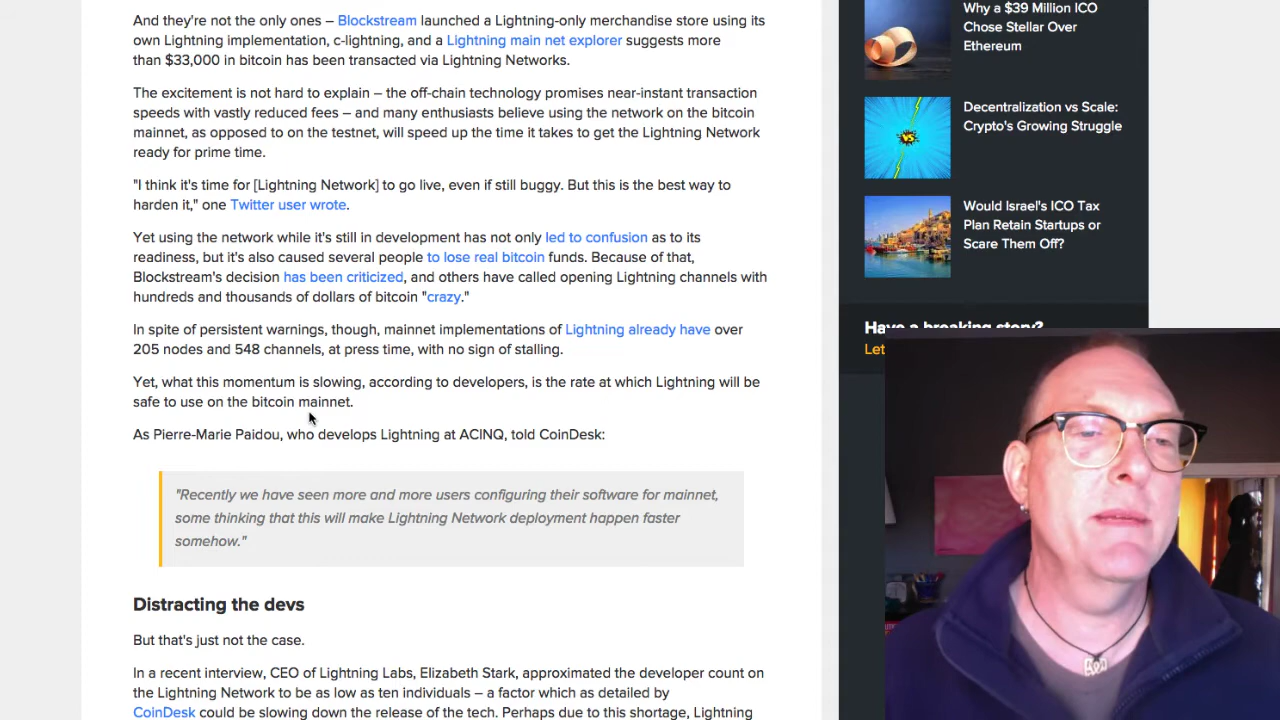 And they're not the only ones – Blockstream launched a Lightning-only merchandise store using its
own Lightning implementation, c-lightning, and a Lightning main net explorer suggests more
than $33,000 in bitcoin has been transacted via Lightning Networks.
The excitement is not hard to explain – the off-chain technology promises near-instant transaction
speeds with vastly reduced fees – and many enthusiasts believe using the network on the bitcoin
mainnet, as opposed to on the testnet, will speed up the time it takes to get the Lightning Network
ready for prime time.
"I think it's time for [Lightning Network] to go live, even if still buggy. But this is the best way to
harden it," one Twitter user wrote.
Yet using the network while it's still in development has not only led to confusion as to its
readiness, but it's also caused several people to lose real bitcoin funds. Because of that,
Blockstream's decision has been criticized, and others have called opening Lightning channels with
hundreds and thousands of dollars of bitcoin "crazy."
In spite of persistent warnings, though, mainnet implementations of Lightning already have over
205 nodes and 548 channels, at press time, with no sign of stalling.
Yet, what this momentum is slowing, according to developers, is the rate at which Lightning will be
safe to use on the bitcoin mainnet.
As Pierre-Marie Paidou, who develops Lightning at ACINQ, told CoinDesk:
"Recently we have seen more and more users configuring their software for mainnet,
some thinking that this will make Lightning Network deployment happen faster
somehow."
Distracting the devs
But that's just not the case.
In a recent interview, CEO of Lightning Labs, Elizabeth Stark, approximated the developer count on
the Lightning Network to be as low as ten individuals – a factor which as detailed by
CoinDesk could be slowing down the release of the tech. Perhaps due to this shortage, Lightning
Why a $39 Million ICO
Chose Stellar Over
Ethereum
VS
Decentralization vs Scale:
Crypto's Growing Struggle
Would Israel's ICO Tax
Plan Retain Startups or
Scare Them Off?
Have a breaking story?
Let